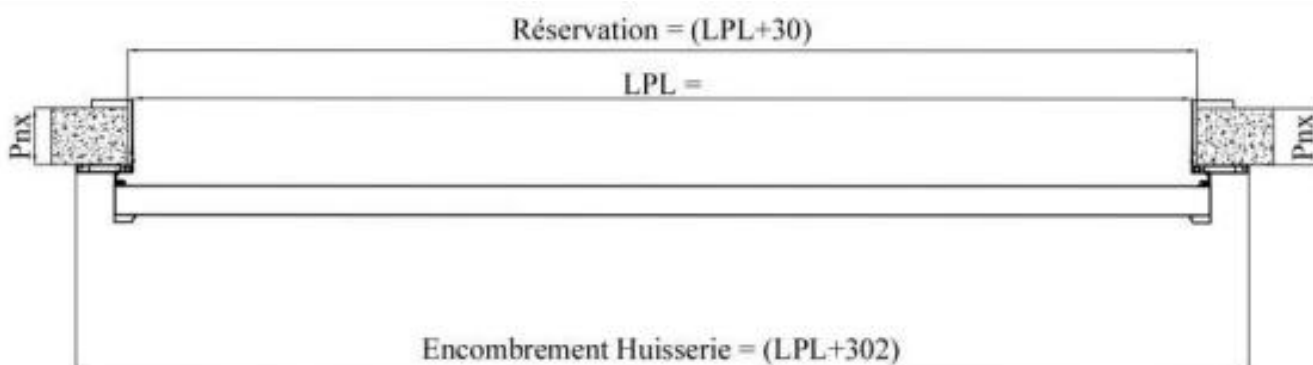 Réservation = (LPL+30)
LPL =
Pnx
Pnx
Encombrement Huisserie = (LPL+302)